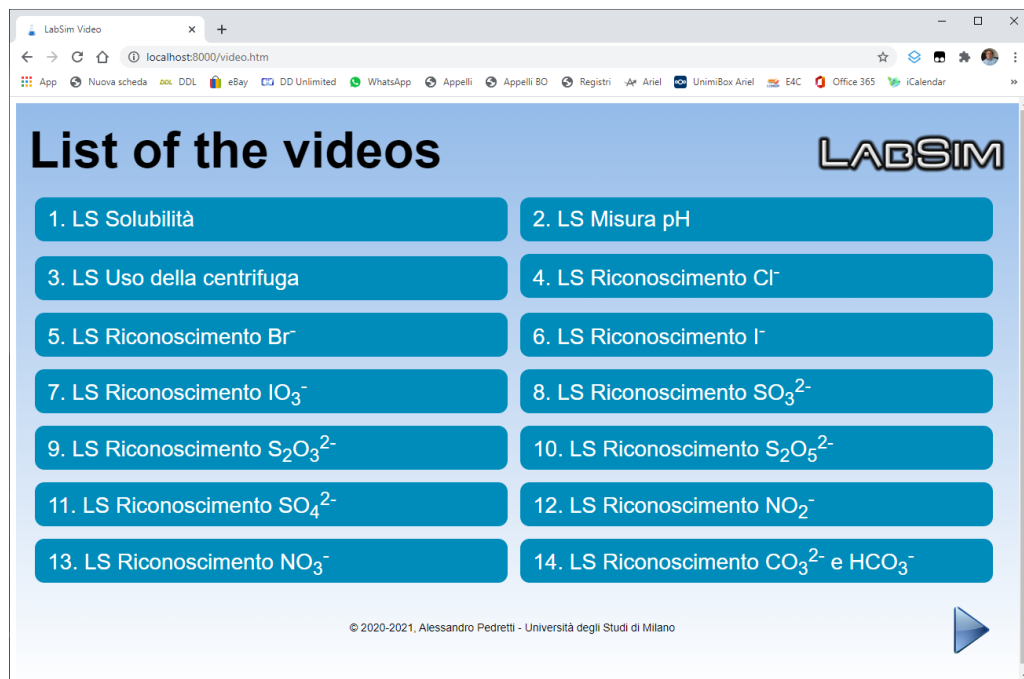 LabSim Video
localhost:8000/video.htm
App Nuova scheda DDL DDL eBay DD Unlimited WhatsApp Appelli Appelli BO Registri Ariel UnimiBox Ariel E4C Office 365 iCalendar »
List of the videos
LABSIM
1. LS Solubilità
2. LS Misura pH
3. LS Uso della centrifuga
4. LS Riconoscimento Cl⁻
5. LS Riconoscimento Br⁻
6. LS Riconoscimento I⁻
7. LS Riconoscimento IO₃⁻
8. LS Riconoscimento SO₃²⁻
9. LS Riconoscimento S₂O₃²⁻
10. LS Riconoscimento S₂O₅²⁻
11. LS Riconoscimento SO₄²⁻
12. LS Riconoscimento NO₂⁻
13. LS Riconoscimento NO₃⁻
14. LS Riconoscimento CO₃²⁻ e HCO₃⁻
© 2020-2021, Alessandro Pedretti - Università degli Studi di Milano